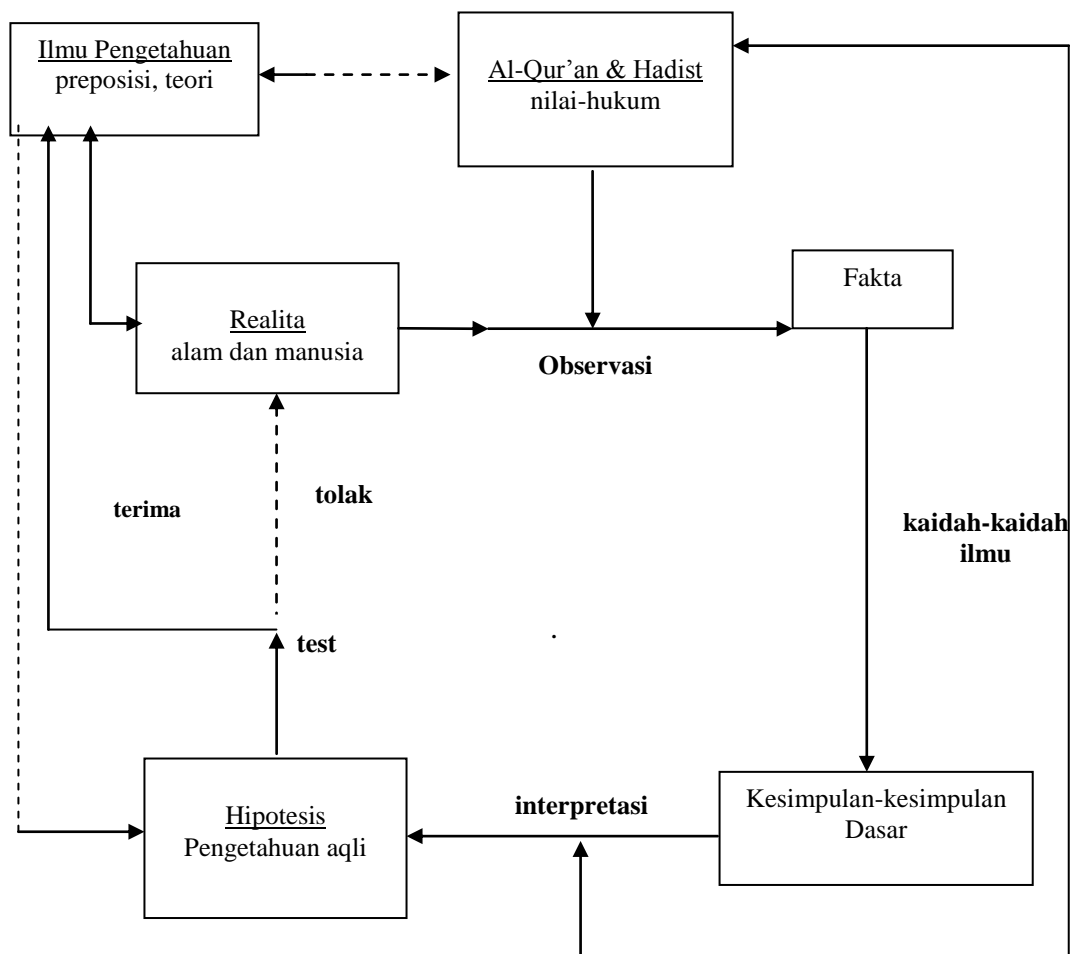 Ilmu Pengetahuan
preposisi, teori
Al-Qur’an & Hadist
nilai-hukum
Fakta
Realita
alam dan manusia
Observasi
tolak
terima
kaidah-kaidah
ilmu
.
test
interpretasi
Kesimpulan-kesimpulan
Dasar
Hipotesis
Pengetahuan aqli